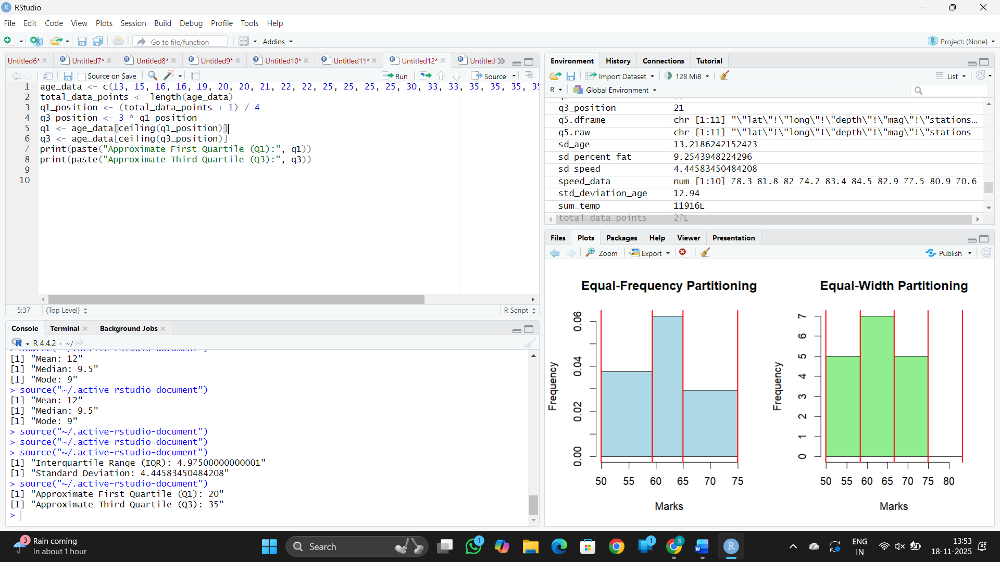 RStudio
File Edit Code View Plots Session Build Debug Profile Tools Help
Go to file/function Addins Project: (None)
Untitled6* Untitled7* Untitled8* Untitled9* Untitled10* Untitled11* Untitled12* Untitled
Source on Save Run Source
1 age_data <- c(13, 15, 16, 16, 19, 20, 20, 21, 22, 22, 25, 25, 25, 25, 30, 33, 33, 35, 35, 35, 35
2 total_data_points <- length(age_data)
3 q1_position <- (total_data_points + 1) / 4
4 q3_position <- 3 * q1_position
5 q1 <- age_data[ceiling(q1_position)]
6 q3 <- age_data[ceiling(q3_position)]
7 print(paste("Approximate First Quartile (Q1):", q1))
8 print(paste("Approximate Third Quartile (Q3):", q3))
9
10
5:37 (Top Level) R Script
Console Terminal Background Jobs
R 4.4.2 · ~/
> source("~/.active-rstudio-document")
[1] "Mean: 12"
[1] "Median: 9.5"
[1] "Mode: 9"
> source("~/.active-rstudio-document")
[1] "Mean: 12"
[1] "Median: 9.5"
[1] "Mode: 9"
> source("~/.active-rstudio-document")
> source("~/.active-rstudio-document")
> source("~/.active-rstudio-document")
[1] "Interquartile Range (IQR): 4.97500000000001"
[1] "Standard Deviation: 4.44583450484208"
> source("~/.active-rstudio-document")
[1] "Approximate First Quartile (Q1): 20"
[1] "Approximate Third Quartile (Q3): 35"
>
Environment History Connections Tutorial
Import Dataset 128 MiB List
R Global Environment
q3_position 21
q5.dframe chr [1:11] "\"lat\"!\"long\"!\"depth\"!\"mag\"!\"stations…
q5.raw chr [1:11] "\"lat\"!\"long\"!\"depth\"!\"mag\"!\"stations…
sd_age 13.2186242152423
sd_percent_fat 9.2543948224296
sd_speed 4.44583450484208
speed_data num [1:10] 78.3 81.8 82 74.2 83.4 84.5 82.9 77.5 80.9 70.6
std_deviation_age 12.94
sum_temp 11916L
total_data_points 27L
Files Plots Packages Help Viewer Presentation
Zoom Export Publish
Equal-Frequency Partitioning
Frequency
0.06
0.04
0.02
0.00
50 55 60 65 70 75
Marks
Equal-Width Partitioning
Frequency
7
6
5
4
3
2
1
0
50 55 60 65 70 75 80
Marks
3 Rain coming
In about 1 hour
Search
1
1
S
ENG
IN
13:53
18-11-2025